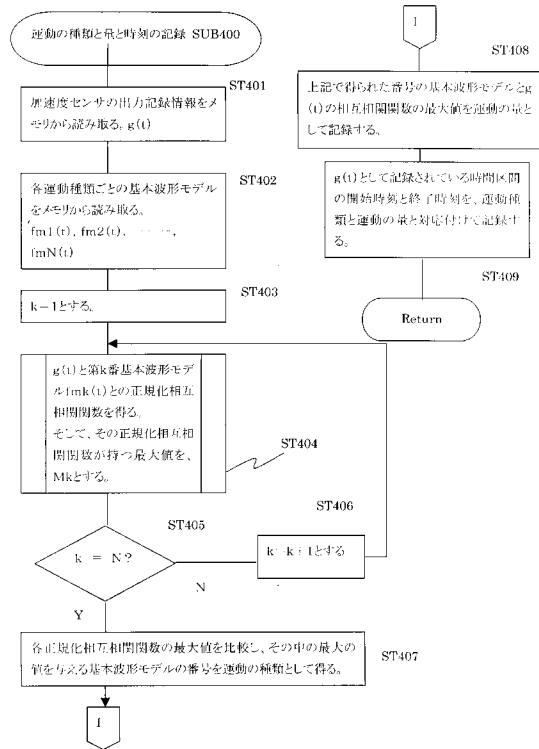 運動の種類と量と時刻の記録 SUB400
ST401
加速度センサの出力記録情報をメ
モリから読み取る。g(t)
ST402
各運動種類ごとの基本波形モデル
をメモリから読み取る。
fm1(t), fm2(t), ‥‥‥,
fmN(t)
ST403
k=1とする。
g(t)と第k番基本波形モデ
ルfmk(t)との正規化相互
相関関数を得る。
そして、その正規化相互相
関関数が持つ最大値を、
Mkとする。
ST404
ST405
k = N?
N
Y
ST406
k=k+1とする
各正規化相互相関関数の最大値を比較し、その中の最大の
値を与える基本波形モデルの番号を運動の種類として得る。
ST407
1
1
ST408
上記で得られた番号の基本波形モデルとg
(t)の相互相関関数の最大値を運動の量と
して記録する。
g(t)として記録されている時間区間
の開始時刻と終了時刻を、運動種
類と運動の量と対応付けて記録す
る。
ST409
Return